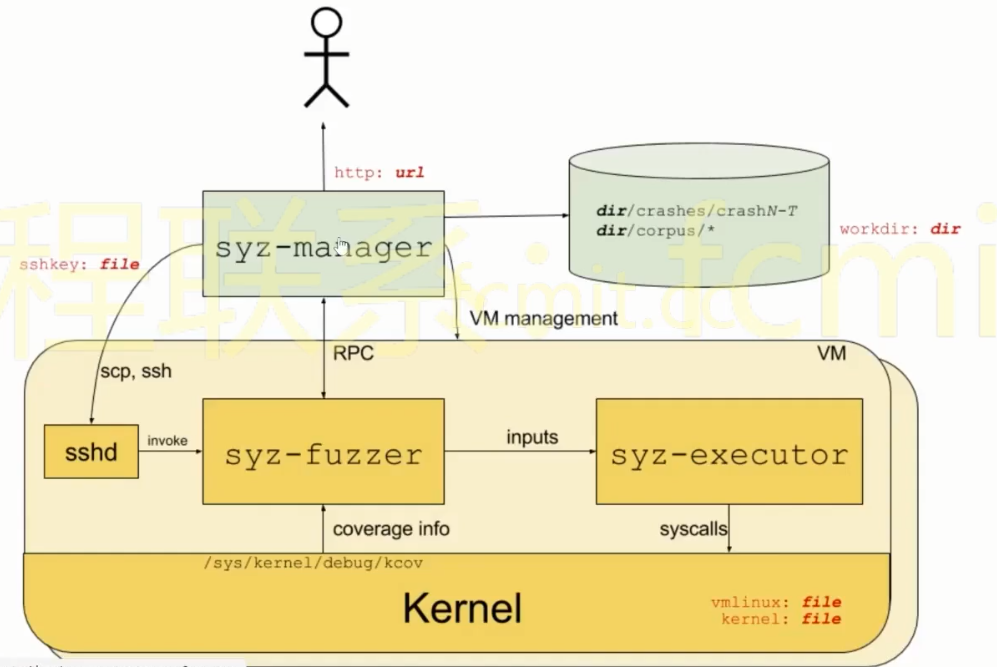 http: url
dir/crashes/crashN-T
dir/corpus/*
workdir: dir
syz-manager
sshkey: file
程联系
fcmit.cc
fcmi
VM management
RPC
VM
scp, ssh
sshd
invoke
syz-fuzzer
inputs
syz-executor
coverage info
syscalls
/sys/kernel/debug/kcov
Kernel
vmlinux: file
kernel: file